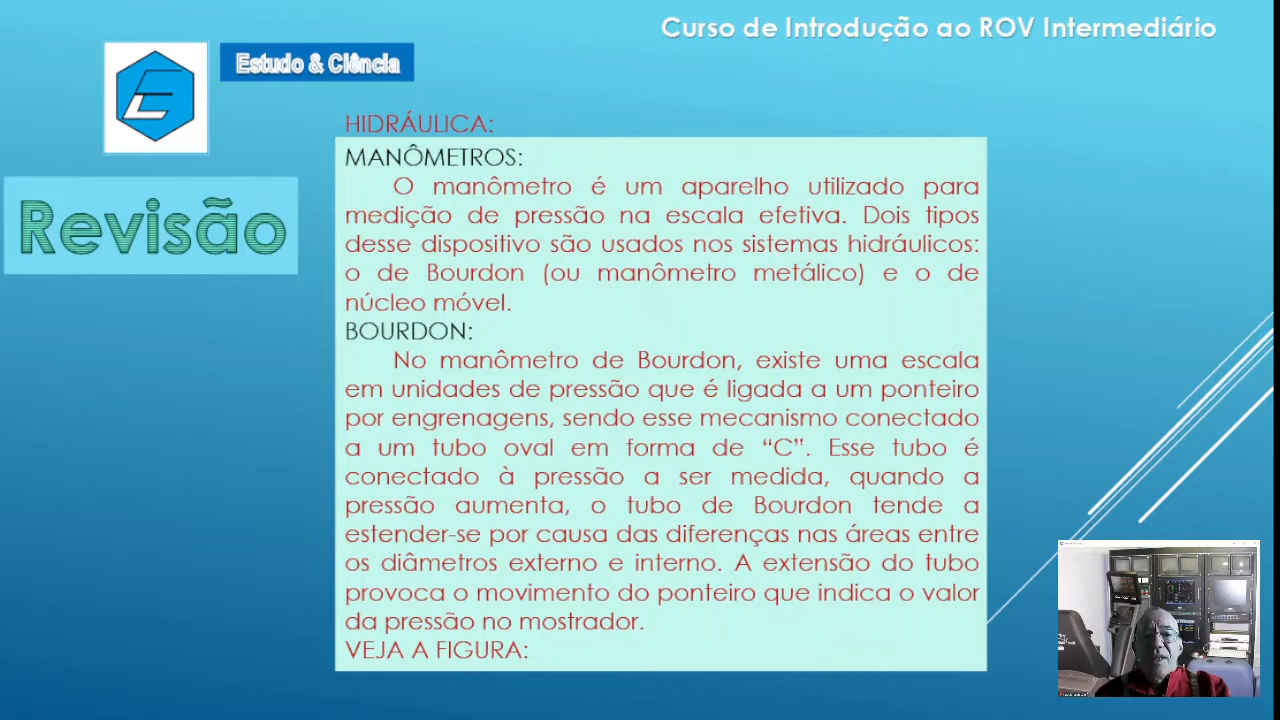 Curso de Introdução ao ROV Intermediário
Estudo & Ciência
Revisão
HIDRÁULICA:
MANÔMETROS:
O manômetro é um aparelho utilizado para
medição de pressão na escala efetiva. Dois tipos
desse dispositivo são usados nos sistemas hidráulicos:
o de Bourdon (ou manômetro metálico) e o de
núcleo móvel.
BOURDON:
No manômetro de Bourdon, existe uma escala
em unidades de pressão que é ligada a um ponteiro
por engrenagens, sendo esse mecanismo conectado
a um tubo oval em forma de “C”. Esse tubo é
conectado à pressão a ser medida, quando a
pressão aumenta, o tubo de Bourdon tende a
estender-se por causa das diferenças nas áreas entre
os diâmetros externo e interno. A extensão do tubo
provoca o movimento do ponteiro que indica o valor
da pressão no mostrador.
VEJA A FIGURA: